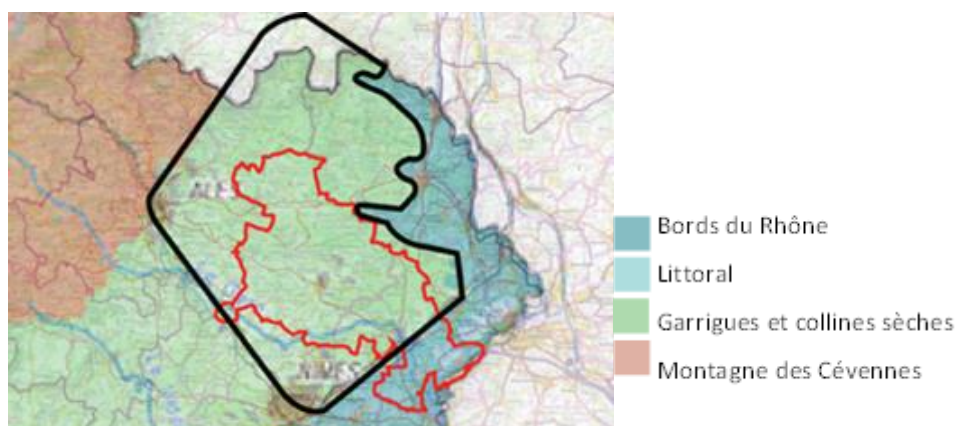 ALES
NIMES
Bords du Rhône
Littoral
Garrigues et collines sèches
Montagne des Cévennes